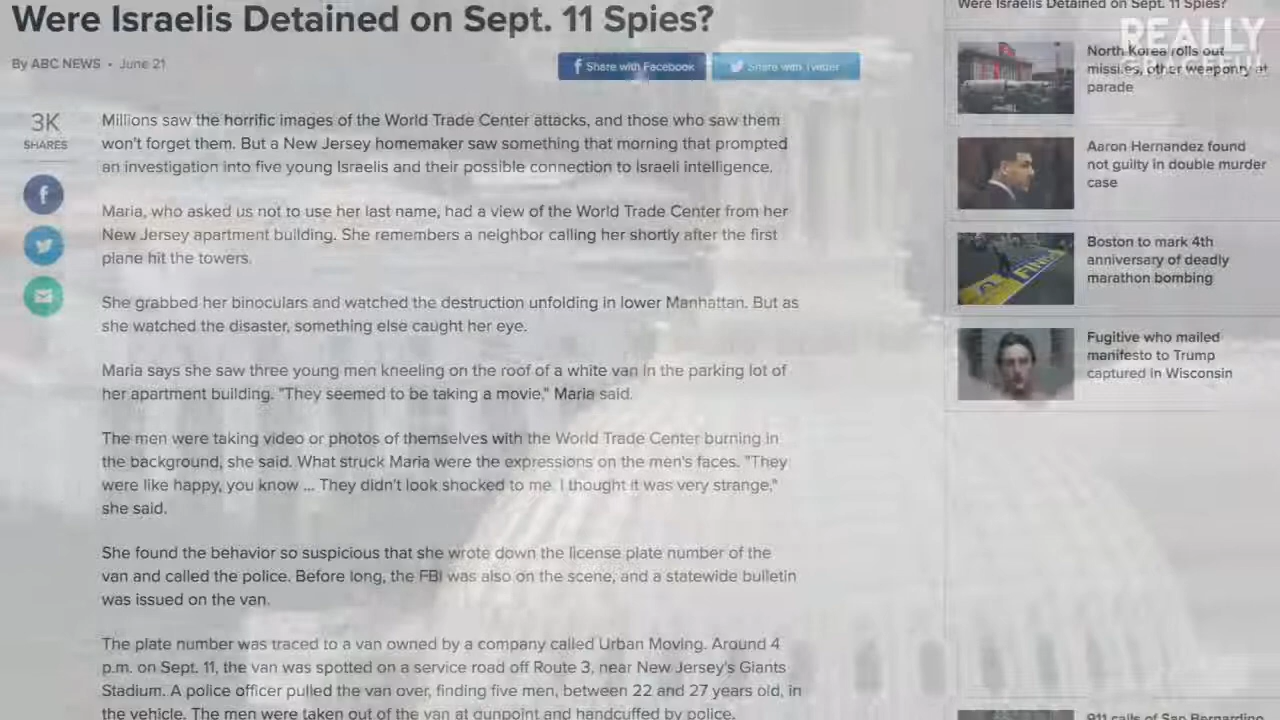 Were Israelis Detained on Sept. 11 Spies?
By ABC NEWS • June 21
Share with Facebook
Share with Twitter
3K
SHARES
Millions saw the horrific images of the World Trade Center attacks, and those who saw them
won't forget them. But a New Jersey homemaker saw something that morning that prompted
an investigation into five young Israelis and their possible connection to Israeli intelligence.
Maria, who asked us not to use her last name, had a view of the World Trade Center from her
New Jersey apartment building. She remembers a neighbor calling her shortly after the first
plane hit the towers.
She grabbed her binoculars and watched the destruction unfolding in lower Manhattan. But as
she watched the disaster, something else caught her eye.
Maria says she saw three young men kneeling on the roof of a white van in the parking lot of
her apartment building. "They seemed to be taking a movie," Maria said.
The men were taking video or photos of themselves with the World Trade Center burning in
the background, she said. What struck Maria were the expressions on the men's faces. "They
were like happy, you know ... They didn't look shocked to me. I thought it was very strange,"
she said.
She found the behavior so suspicious that she wrote down the license plate number of the
van and called the police. Before long, the FBI was also on the scene, and a statewide bulletin
was issued on the van.
The plate number was traced to a van owned by a company called Urban Moving. Around 4
p.m. on Sept. 11, the van was spotted on a service road off Route 3, near New Jersey's Giants
Stadium. A police officer pulled the van over, finding five men, between 22 and 27 years old, in
the vehicle. The men were taken out of the van at gunpoint and handcuffed by police.
Were Israelis Detained on Sept. 11 Spies?
REALLY
GRACEFUL
North Korea rolls out
missiles, other weaponry at
parade
Aaron Hernandez found
not guilty in double murder
case
Boston to mark 4th
anniversary of deadly
marathon bombing
Fugitive who mailed
manifesto to Trump
captured in Wisconsin
911 calls of San Bernardino